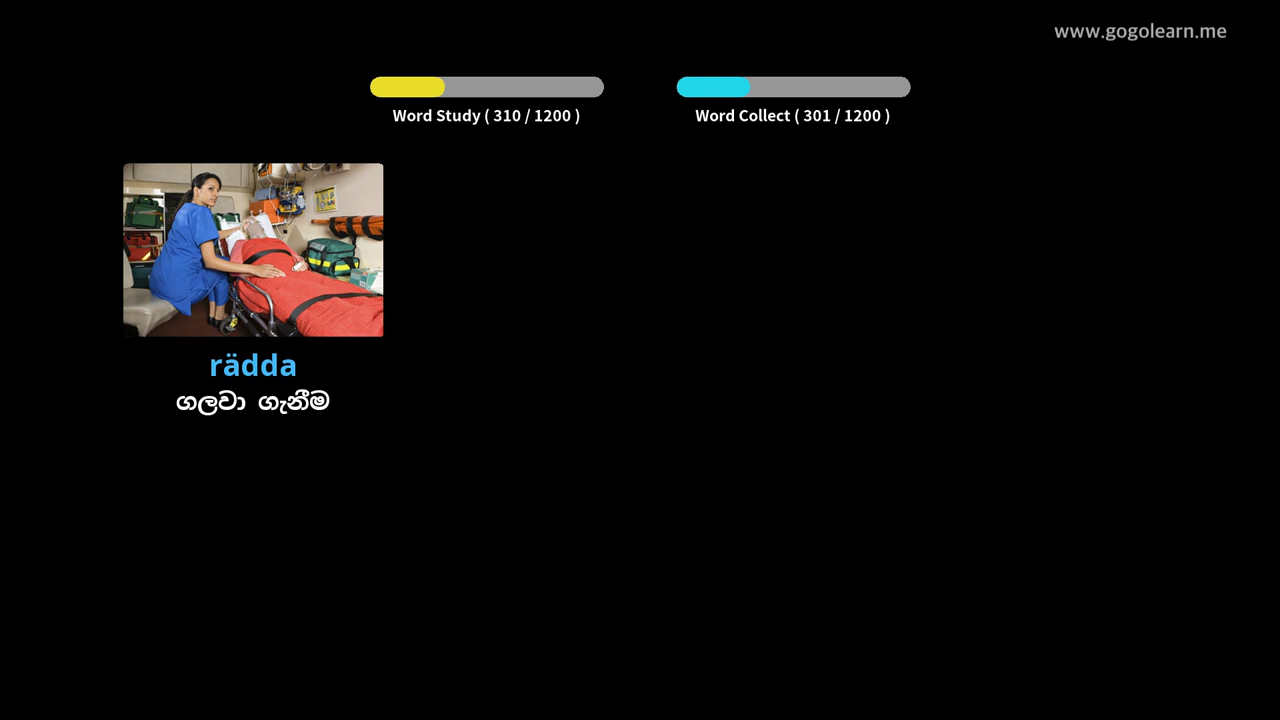 www.gogolearn.me
Word Study ( 310 / 1200 )
Word Collect ( 301 / 1200 )
rädda
ගලවා ගැනීම